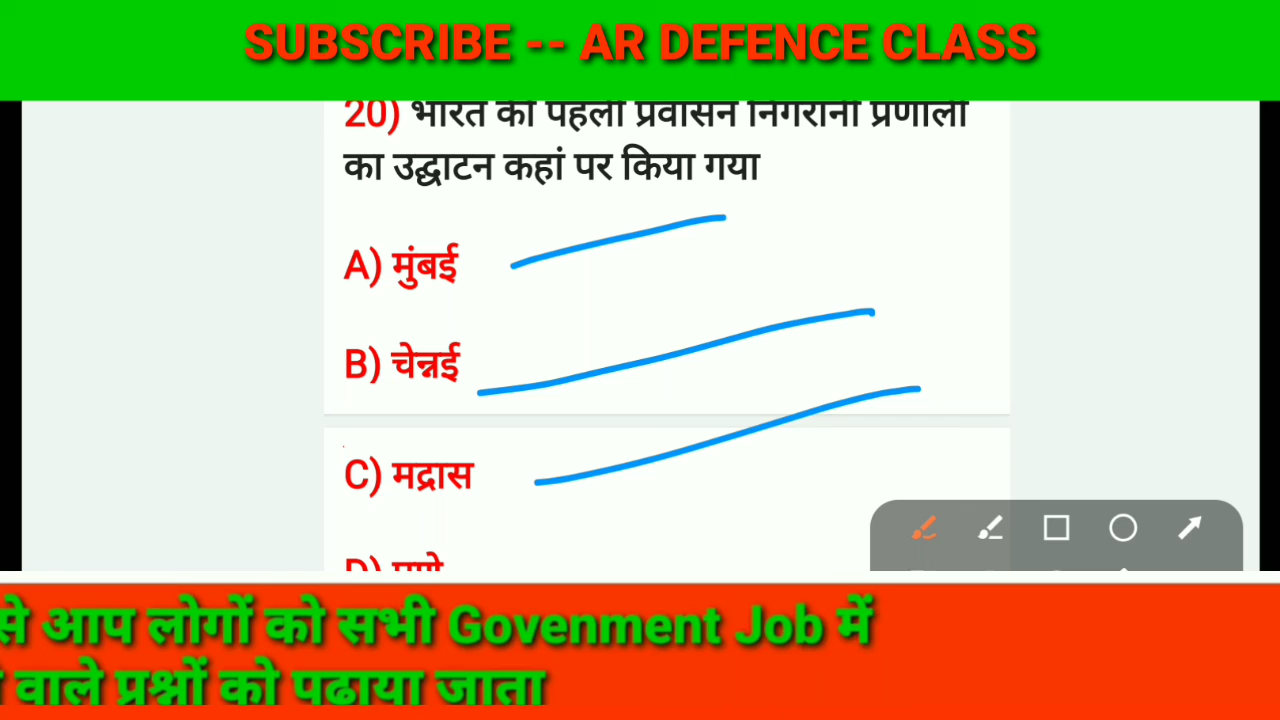 SUBSCRIBE -- AR DEFENCE CLASS
20) भारत की पहली प्रवासन निगरानी प्रणाली
का उद्घाटन कहां पर किया गया
A) मुंबई
B) चेन्नई
C) मद्रास
D) पुणे
से आप लोगों को सभी Govenment Job में
वाले प्रश्नों को पढाया जाता